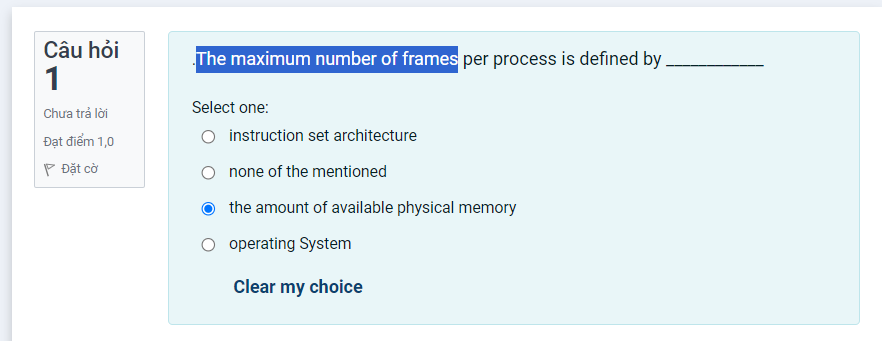 Câu hỏi
1
Chưa trả lời
Đạt điểm 1,0
Đặt cờ
.The maximum number of frames per process is defined by ____________
Select one:
instruction set architecture
none of the mentioned
the amount of available physical memory
operating System
Clear my choice